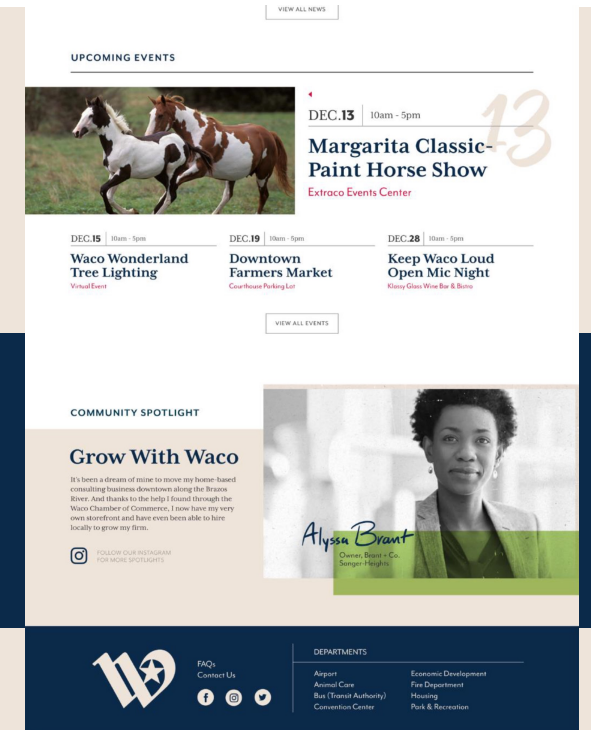 VIEW ALL NEWS
UPCOMING EVENTS
DEC.13 10am - 5pm
13
Margarita Classic-
Paint Horse Show
Extraco Events Center
DEC.15 10am - 5pm
Waco Wonderland
Tree Lighting
Virtual Event
DEC.19 10am - 5pm
Downtown
Farmers Market
Courthouse Parking Lot
DEC.28 10am - 5pm
Keep Waco Loud
Open Mic Night
Klassy Glass Wine Bar & Bistro
VIEW ALL EVENTS
COMMUNITY SPOTLIGHT
Grow With Waco
It's been a dream of mine to move my home-based
consulting business downtown along the Brazos
River. And thanks to the help I found through the
Waco Chamber of Commerce, I now have my very
own storefront and have even been able to hire
locally to grow my firm.
FOLLOW OUR INSTAGRAM
FOR MORE SPOTLIGHTS
Alyssa Brant
Owner, Brant + Co.
Sanger-Heights
W
FAQs
Contact Us
DEPARTMENTS
Airport
Animal Care
Bus (Transit Authority)
Convention Center
Economic Development
Fire Department
Housing
Park & Recreation